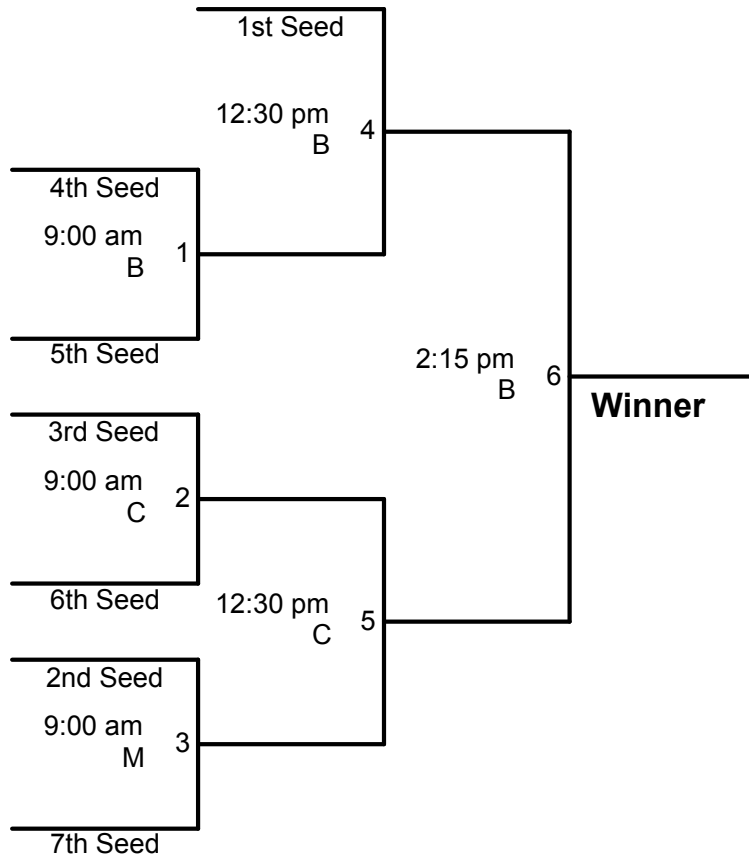 1st Seed
12:30 pm
B
4
4th Seed
9:00 am
B
1
5th Seed
2:15 pm
B
6
Winner
3rd Seed
9:00 am
C
2
6th Seed
12:30 pm
C
5
2nd Seed
9:00 am
M
3
7th Seed